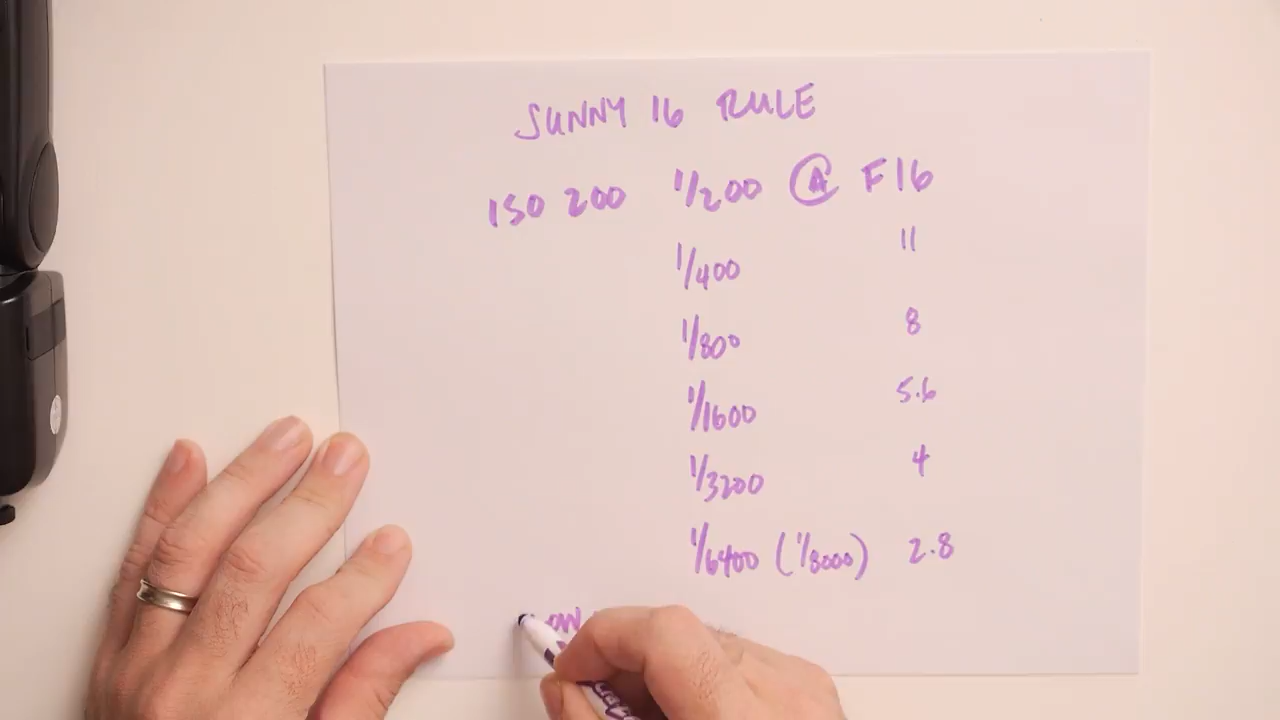 SUNNY 16 RULE
ISO 200 1/200 @ F16
1/400 11
1/800 8
1/1600 5.6
1/3200 4
1/6400 (1/8000) 2.8